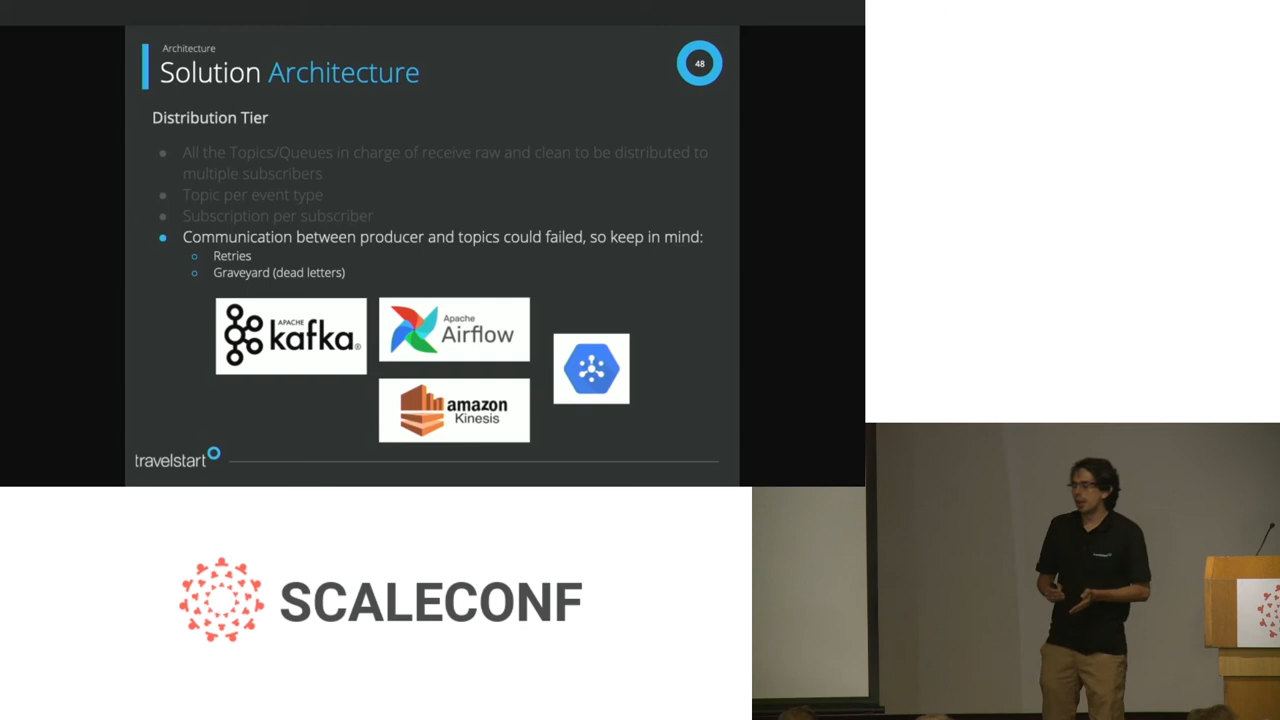 Architecture
Solution Architecture
48
Distribution Tier
All the Topics/Queues in charge of receive raw and clean to be distributed to
multiple subscribers
Topic per event type
Subscription per subscriber
Communication between producer and topics could failed, so keep in mind:
Retries
Graveyard (dead letters)
APACHE
kafka®
Apache
Airflow
amazon
Kinesis
travelstart
SCALECONF